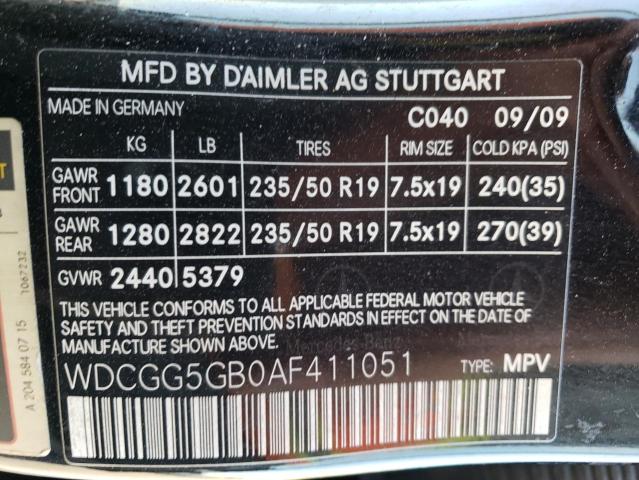 MFD BY DAIMLER AG STUTTGART
MADE IN GERMANY C040 09/09
KG LB TIRES RIM SIZE COLD KPA (PSI)
GAWR FRONT 1180 2601 235/50 R19 7.5x19 240(35)
GAWR REAR 1280 2822 235/50 R19 7.5x19 270(39)
GVWR 2440 5379
THIS VEHICLE CONFORMS TO ALL APPLICABLE FEDERAL MOTOR VEHICLE
SAFETY AND THEFT PREVENTION STANDARDS IN EFFECT ON THE DATE
OF MANUFACTURE SHOWN ABOVE.
Mercedes-Benz
WDCGG5GB0AF411051 TYPE: MPV
A 204 584 07 15
1067232